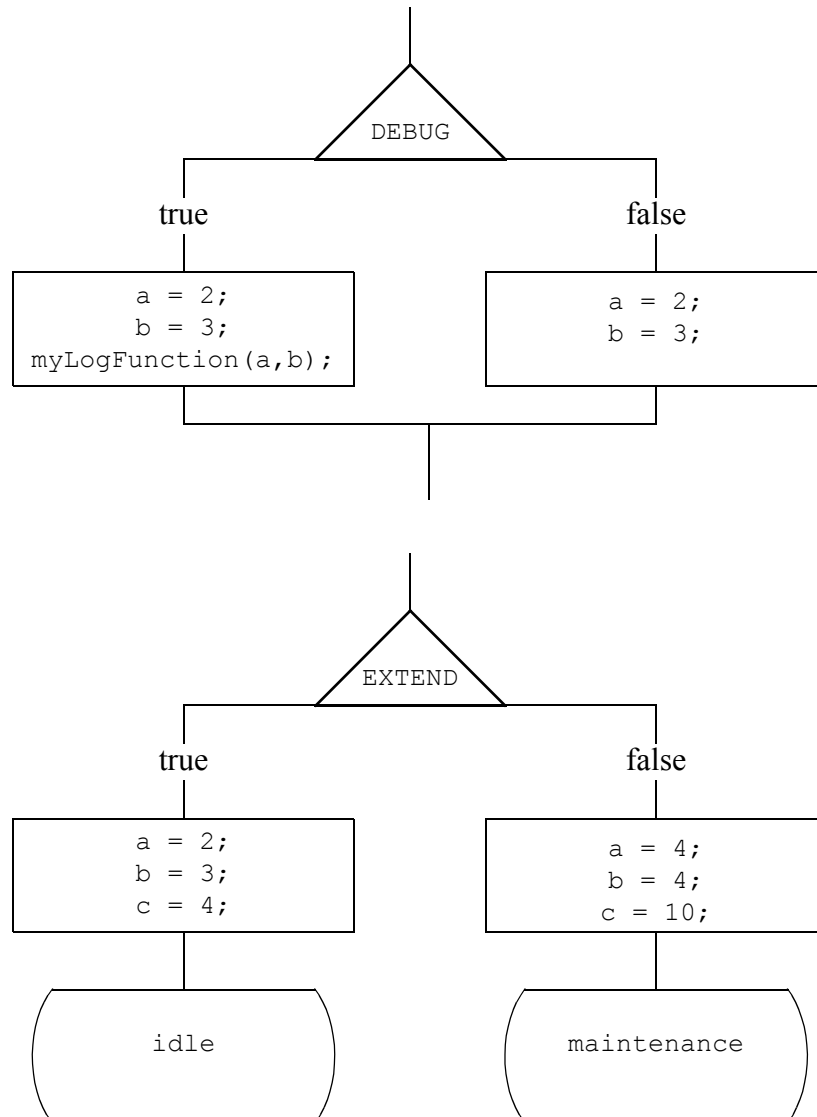 DEBUG
true
false
a = 2;
b = 3;
myLogFunction(a,b);
a = 2;
b = 3;
EXTEND
true
false
a = 2;
b = 3;
c = 4;
a = 4;
b = 4;
c = 10;
idle
maintenance